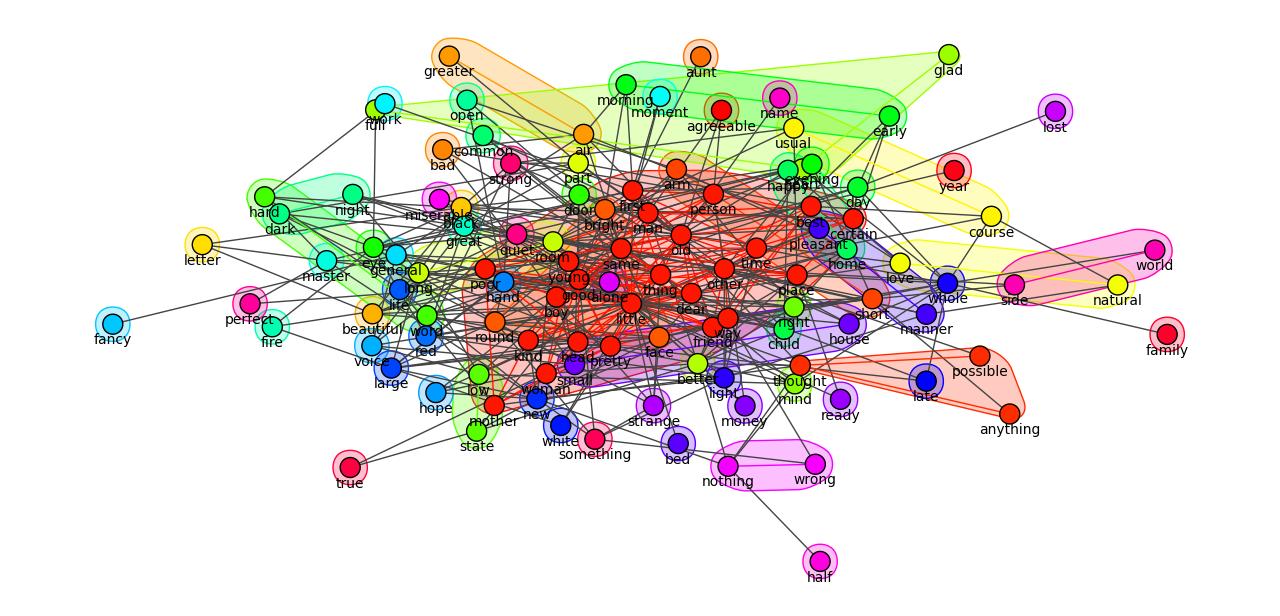 greater
aunt
glad
morning
moment
name
full
work
open
agreeable
early
lost
usual
common
air
bad
strong
part
arm
evening
happy
year
hard
night
miserable
door
first
person
day
dark
black
great
bright
man
best
certain
course
letter
quiet
room
old
pleasant
home
world
eye
general
same
time
master
long
young
other
love
poor
hand
good
alone
thing
place
whole
side
natural
life
boy
dear
short
perfect
beautiful
word
little
right
manner
fancy
fire
red
round
way
friend
child
house
family
voice
kind
head
pretty
face
large
small
better
light
thought
mind
possible
low
woman
late
hope
mother
new
strange
money
ready
anything
state
white
something
bed
true
nothing
wrong
half